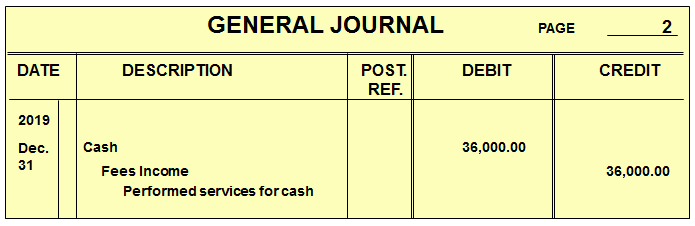 GENERAL JOURNAL PAGE 2
DATE DESCRIPTION POST. REF. DEBIT CREDIT
2019
Dec. 31 Cash 36,000.00
Fees Income 36,000.00
Performed services for cash